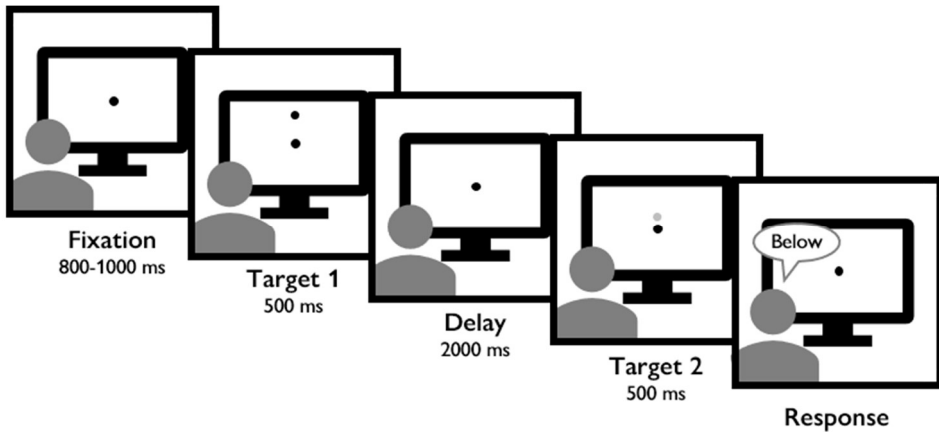 Fixation
800-1000 ms
Target 1
500 ms
Delay
2000 ms
Target 2
500 ms
Below
Response